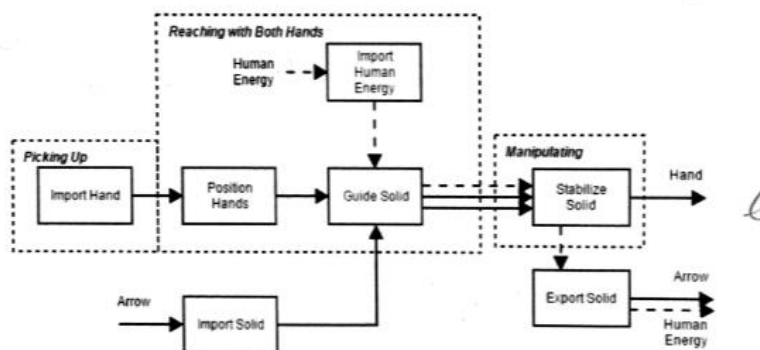 Reaching with Both Hands
Human
Energy
Import
Human
Energy
Picking Up
Import Hand
Position
Hands
Guide Solid
Manipulating
Stabilize
Solid
Hand
Arrow
Import Solid
Export Solid
Arrow
Human
Energy